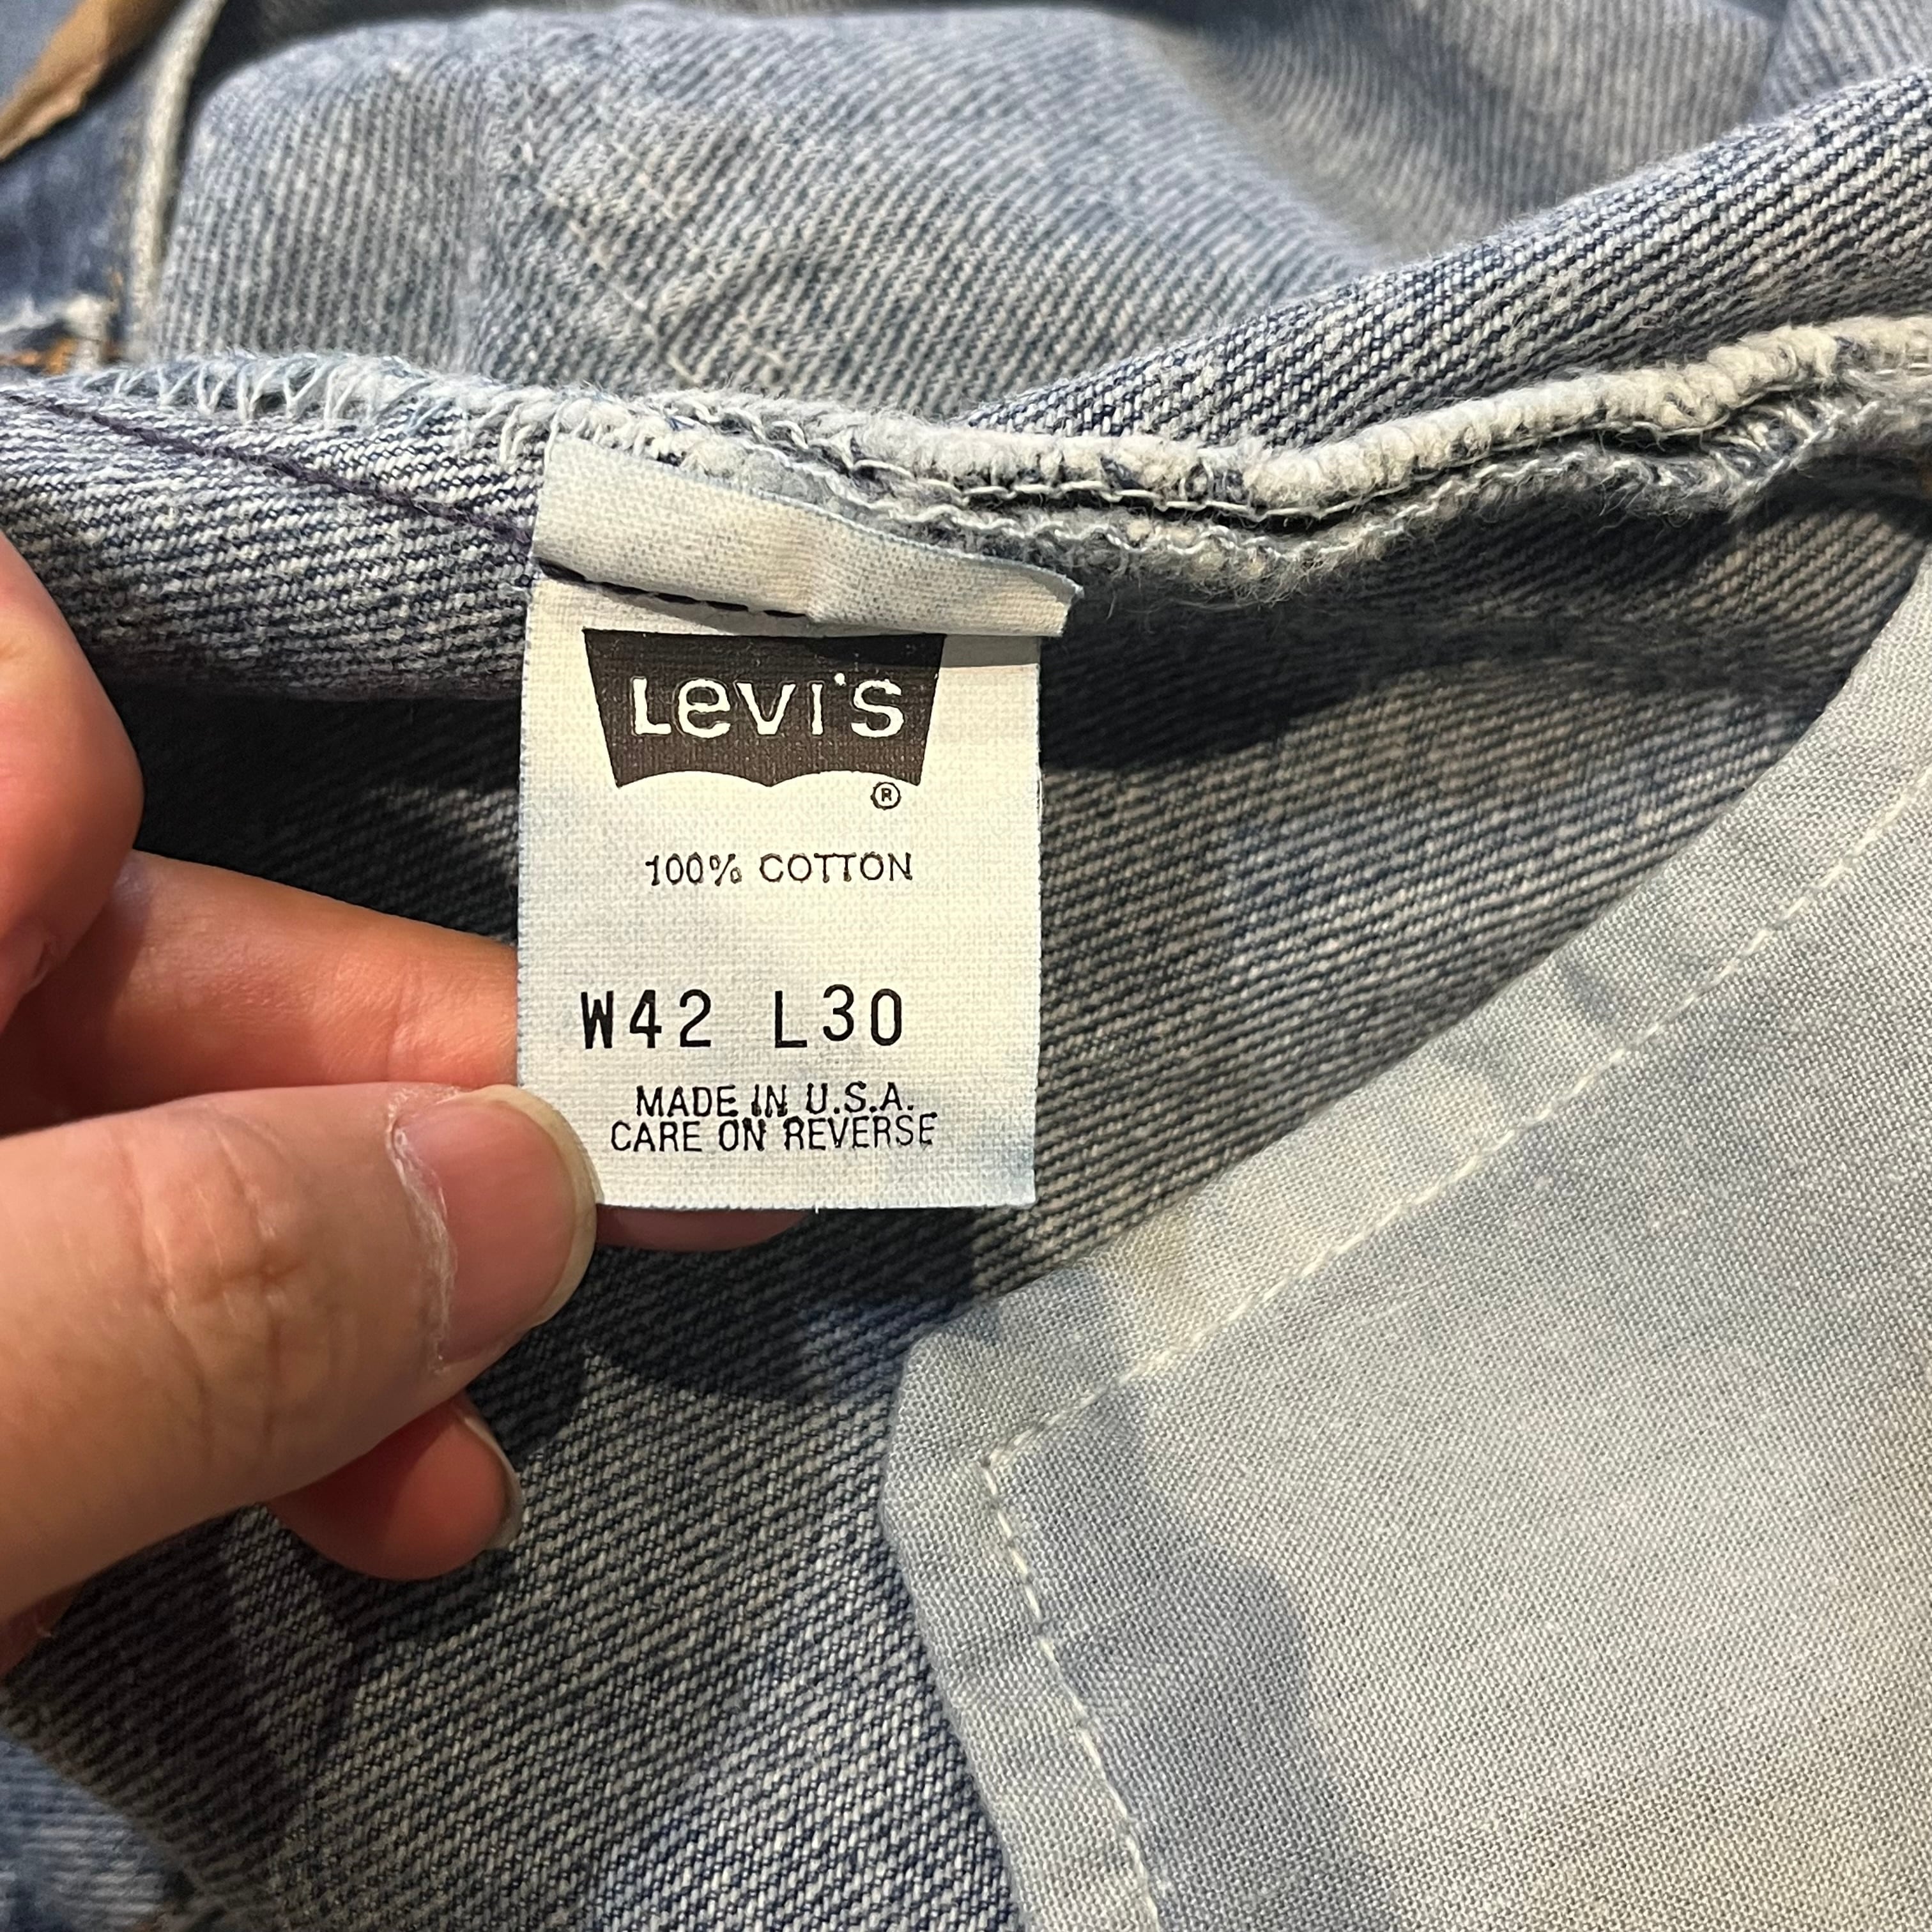 Levi's
®
100% COTTON
W42 L30
MADE IN U.S.A.
CARE ON REVERSE